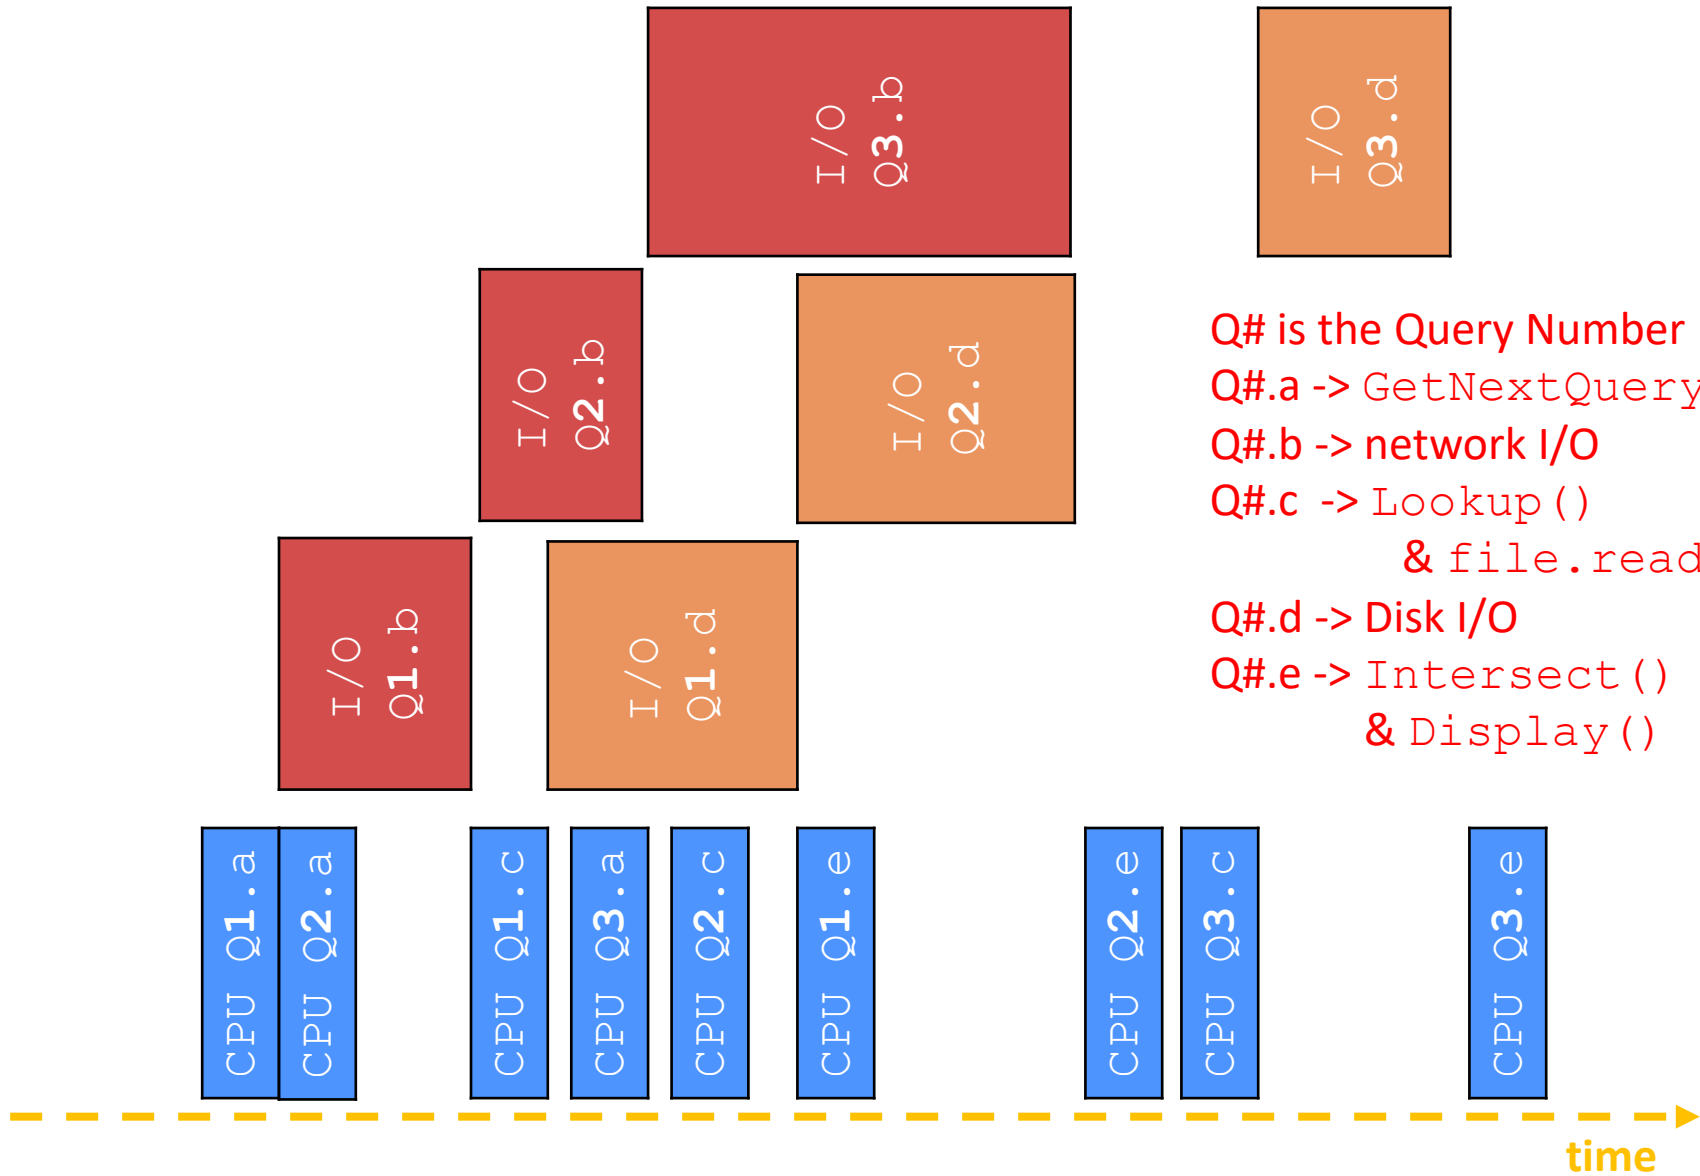 I/O
Q3.b
I/O
Q3.d
I/O
Q2.b
I/O
Q2.d
I/O
Q1.b
I/O
Q1.d
Q# is the Query Number
Q#.a -> GetNextQuery
Q#.b -> network I/O
Q#.c -> Lookup()
& file.read
Q#.d -> Disk I/O
Q#.e -> Intersect()
& Display()
CPU Q1.a
CPU Q2.a
CPU Q1.c
CPU Q3.a
CPU Q2.c
CPU Q1.e
CPU Q2.e
CPU Q3.c
CPU Q3.e
time